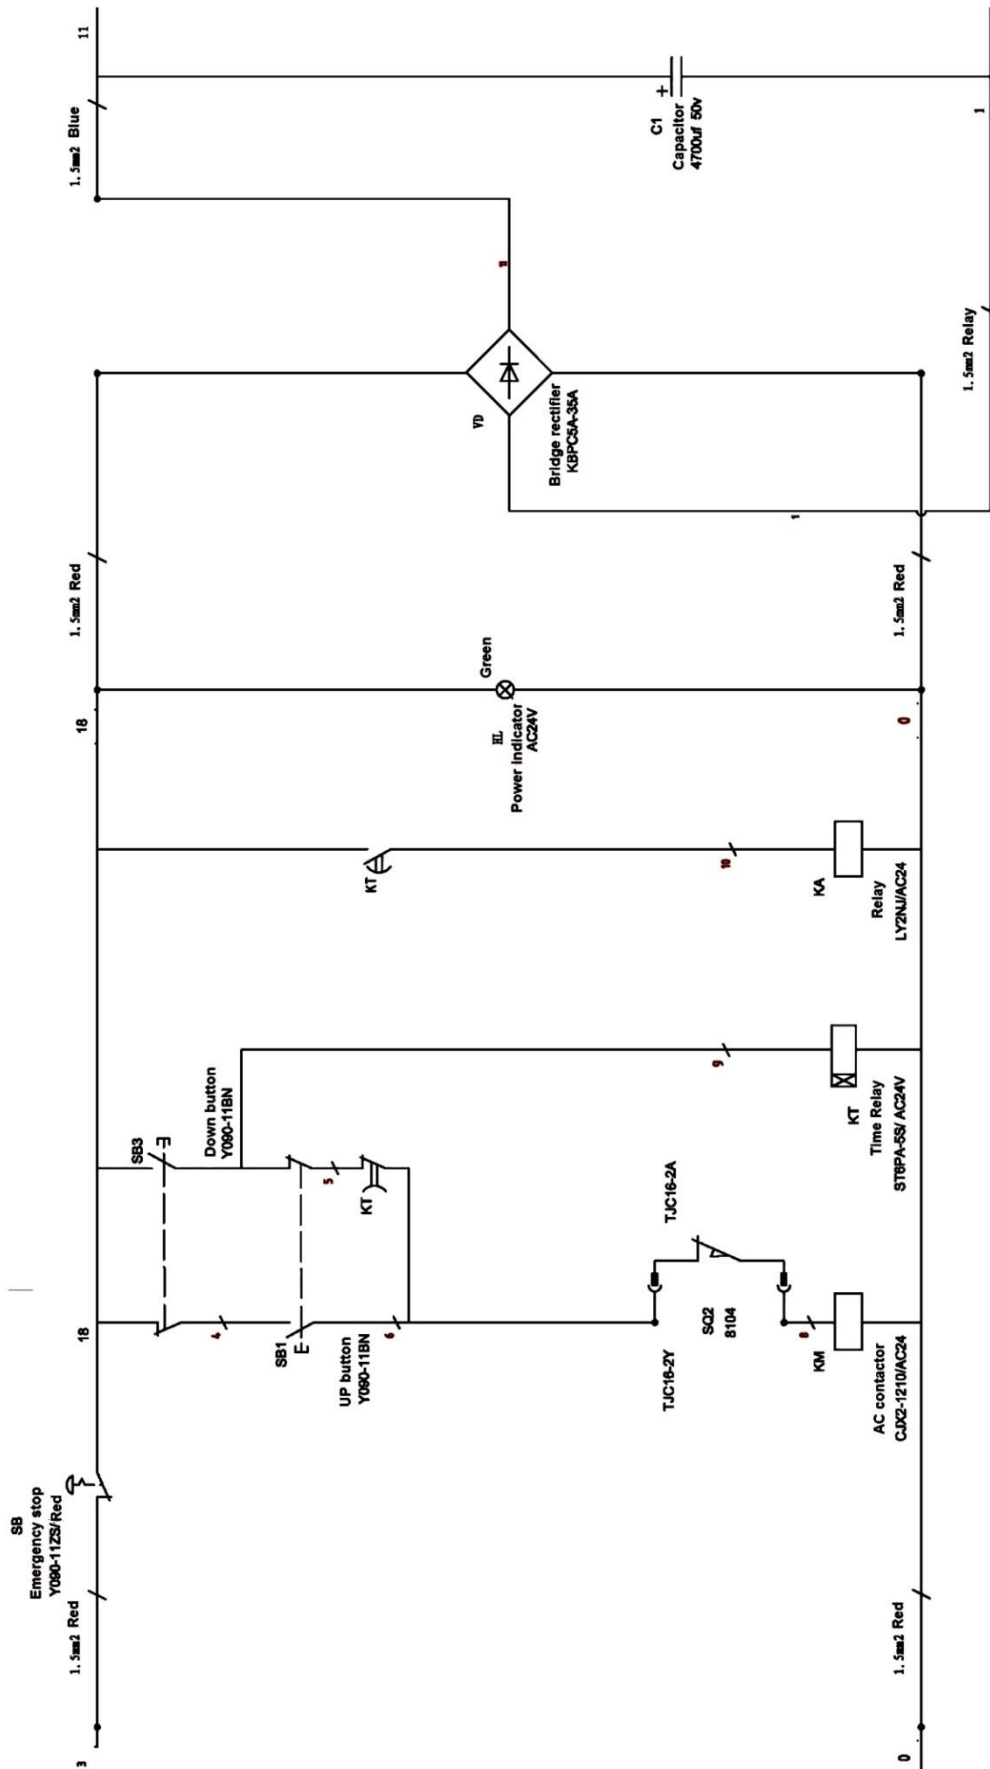 3
1.5mm2 Red
SB
Emergency stop
Y090-11ZS/Red
18
SB3
Down button
Y090-11BN
4
SB1
UP button
Y090-11BN
5
KT
6
TJC16-2Y
TJC16-2A
SQ2
8104
8
KM
AC contactor
CJX2-1210/AC24
9
KT
Time Relay
ST6PA-5S/ AC24V
KT
10
KA
Relay
LY2NJ/AC24
18
Green
HL
Power indicator
AC24V
0
1.5mm2 Red
1.5mm2 Red
VD
Bridge rectifier
KBPC5A-35A
11
1
1.5mm2 Blue
11
C1
+
Capacitor
4700uf 50v
1
1.5mm2 Relay
0
1.5mm2 Red